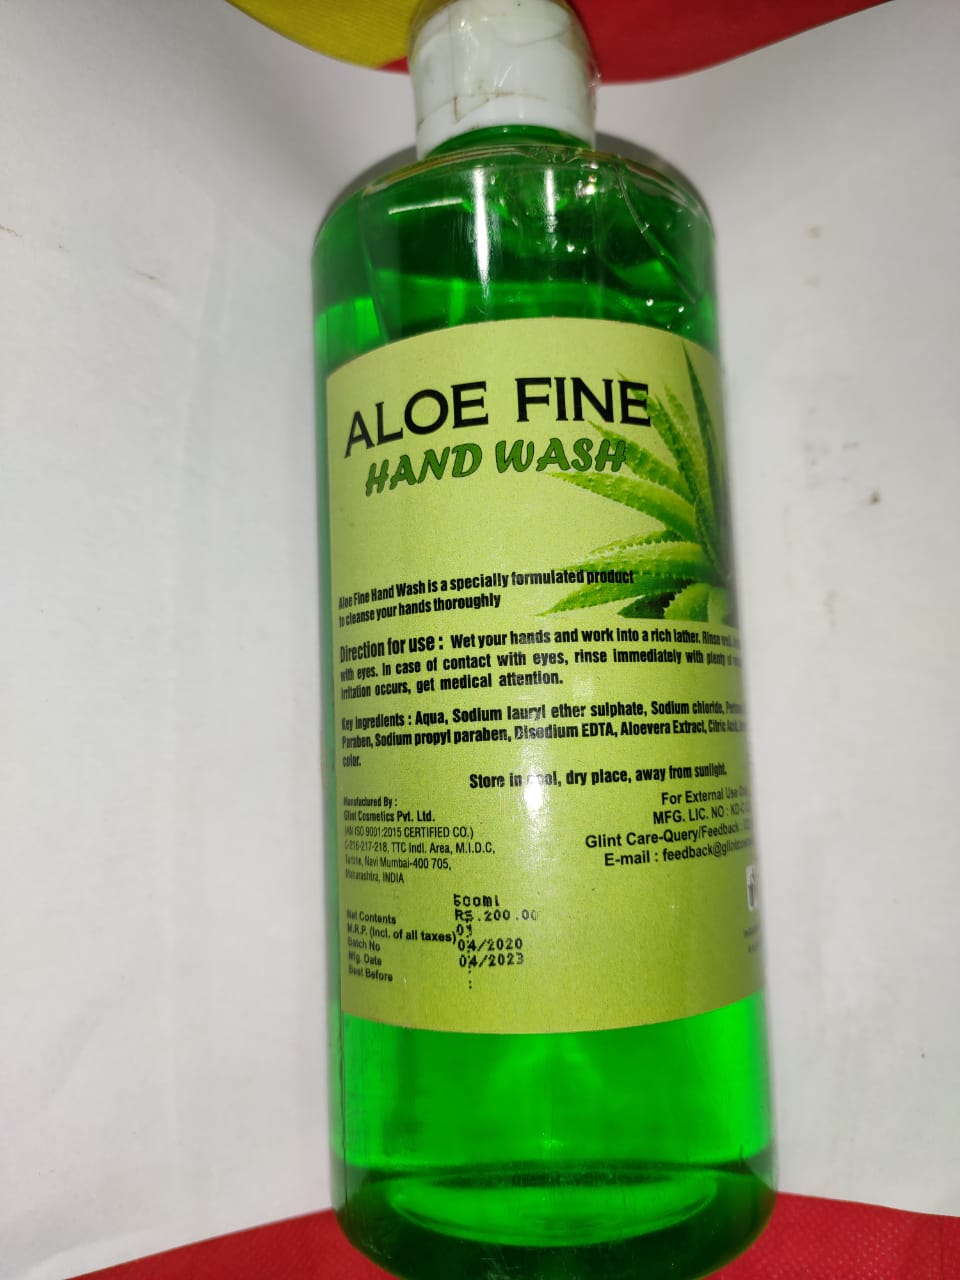 ALOE FINE
HAND WASH
Aloe Fine Hand Wash is a specially formulated product
to cleanse your hands thoroughly
Direction for use : Wet your hands and work into a rich lather. Rinse
with eyes. In case of contact with eyes, rinse immediately with plenty
irritation occurs, get medical attention.
Key Ingredients : Aqua, Sodium lauryl ether sulphate, Sodium chloride,
Paraben, Sodium propyl paraben, Disodium EDTA, Aloevera Extract, Citric Acid,
color.
Store in cool, dry place, away from sunlight.
Manufactured By :
Glint Cosmetics Pvt. Ltd.
(AN ISO 9001:2015 CERTIFIED CO.)
C-216-217-218, TTC Indl. Area, M.I.D.C,
Turbhe, Navi Mumbai-400 705,
Maharashtra, INDIA
For External Use
MFG. LIC. NO :
Glint Care-Query/Feedback
E-mail :
Net Contents 500ml
M.R.P. (Incl. of all taxes) RS.200.00
Batch No 01
Mfg. Date 04/2020
Best Before 04/2023